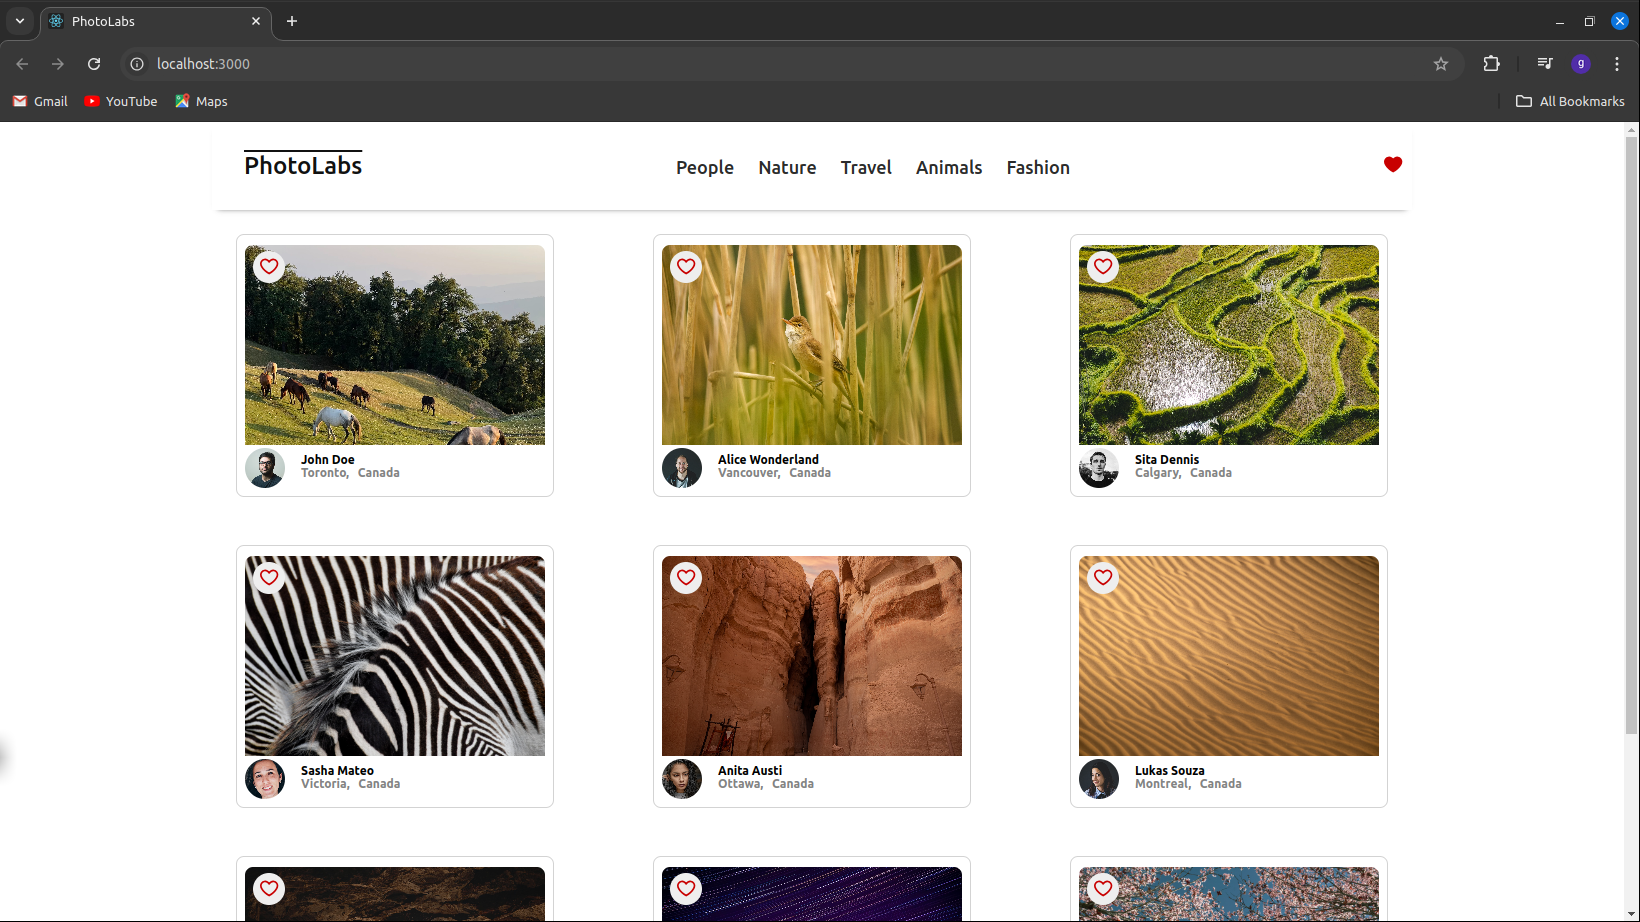 PhotoLabs
localhost:3000
Gmail YouTube Maps All Bookmarks
PhotoLabs People Nature Travel Animals Fashion
John Doe
Toronto, Canada
Alice Wonderland
Vancouver, Canada
Sita Dennis
Calgary, Canada
Sasha Mateo
Victoria, Canada
Anita Austi
Ottawa, Canada
Lukas Souza
Montreal, Canada
g